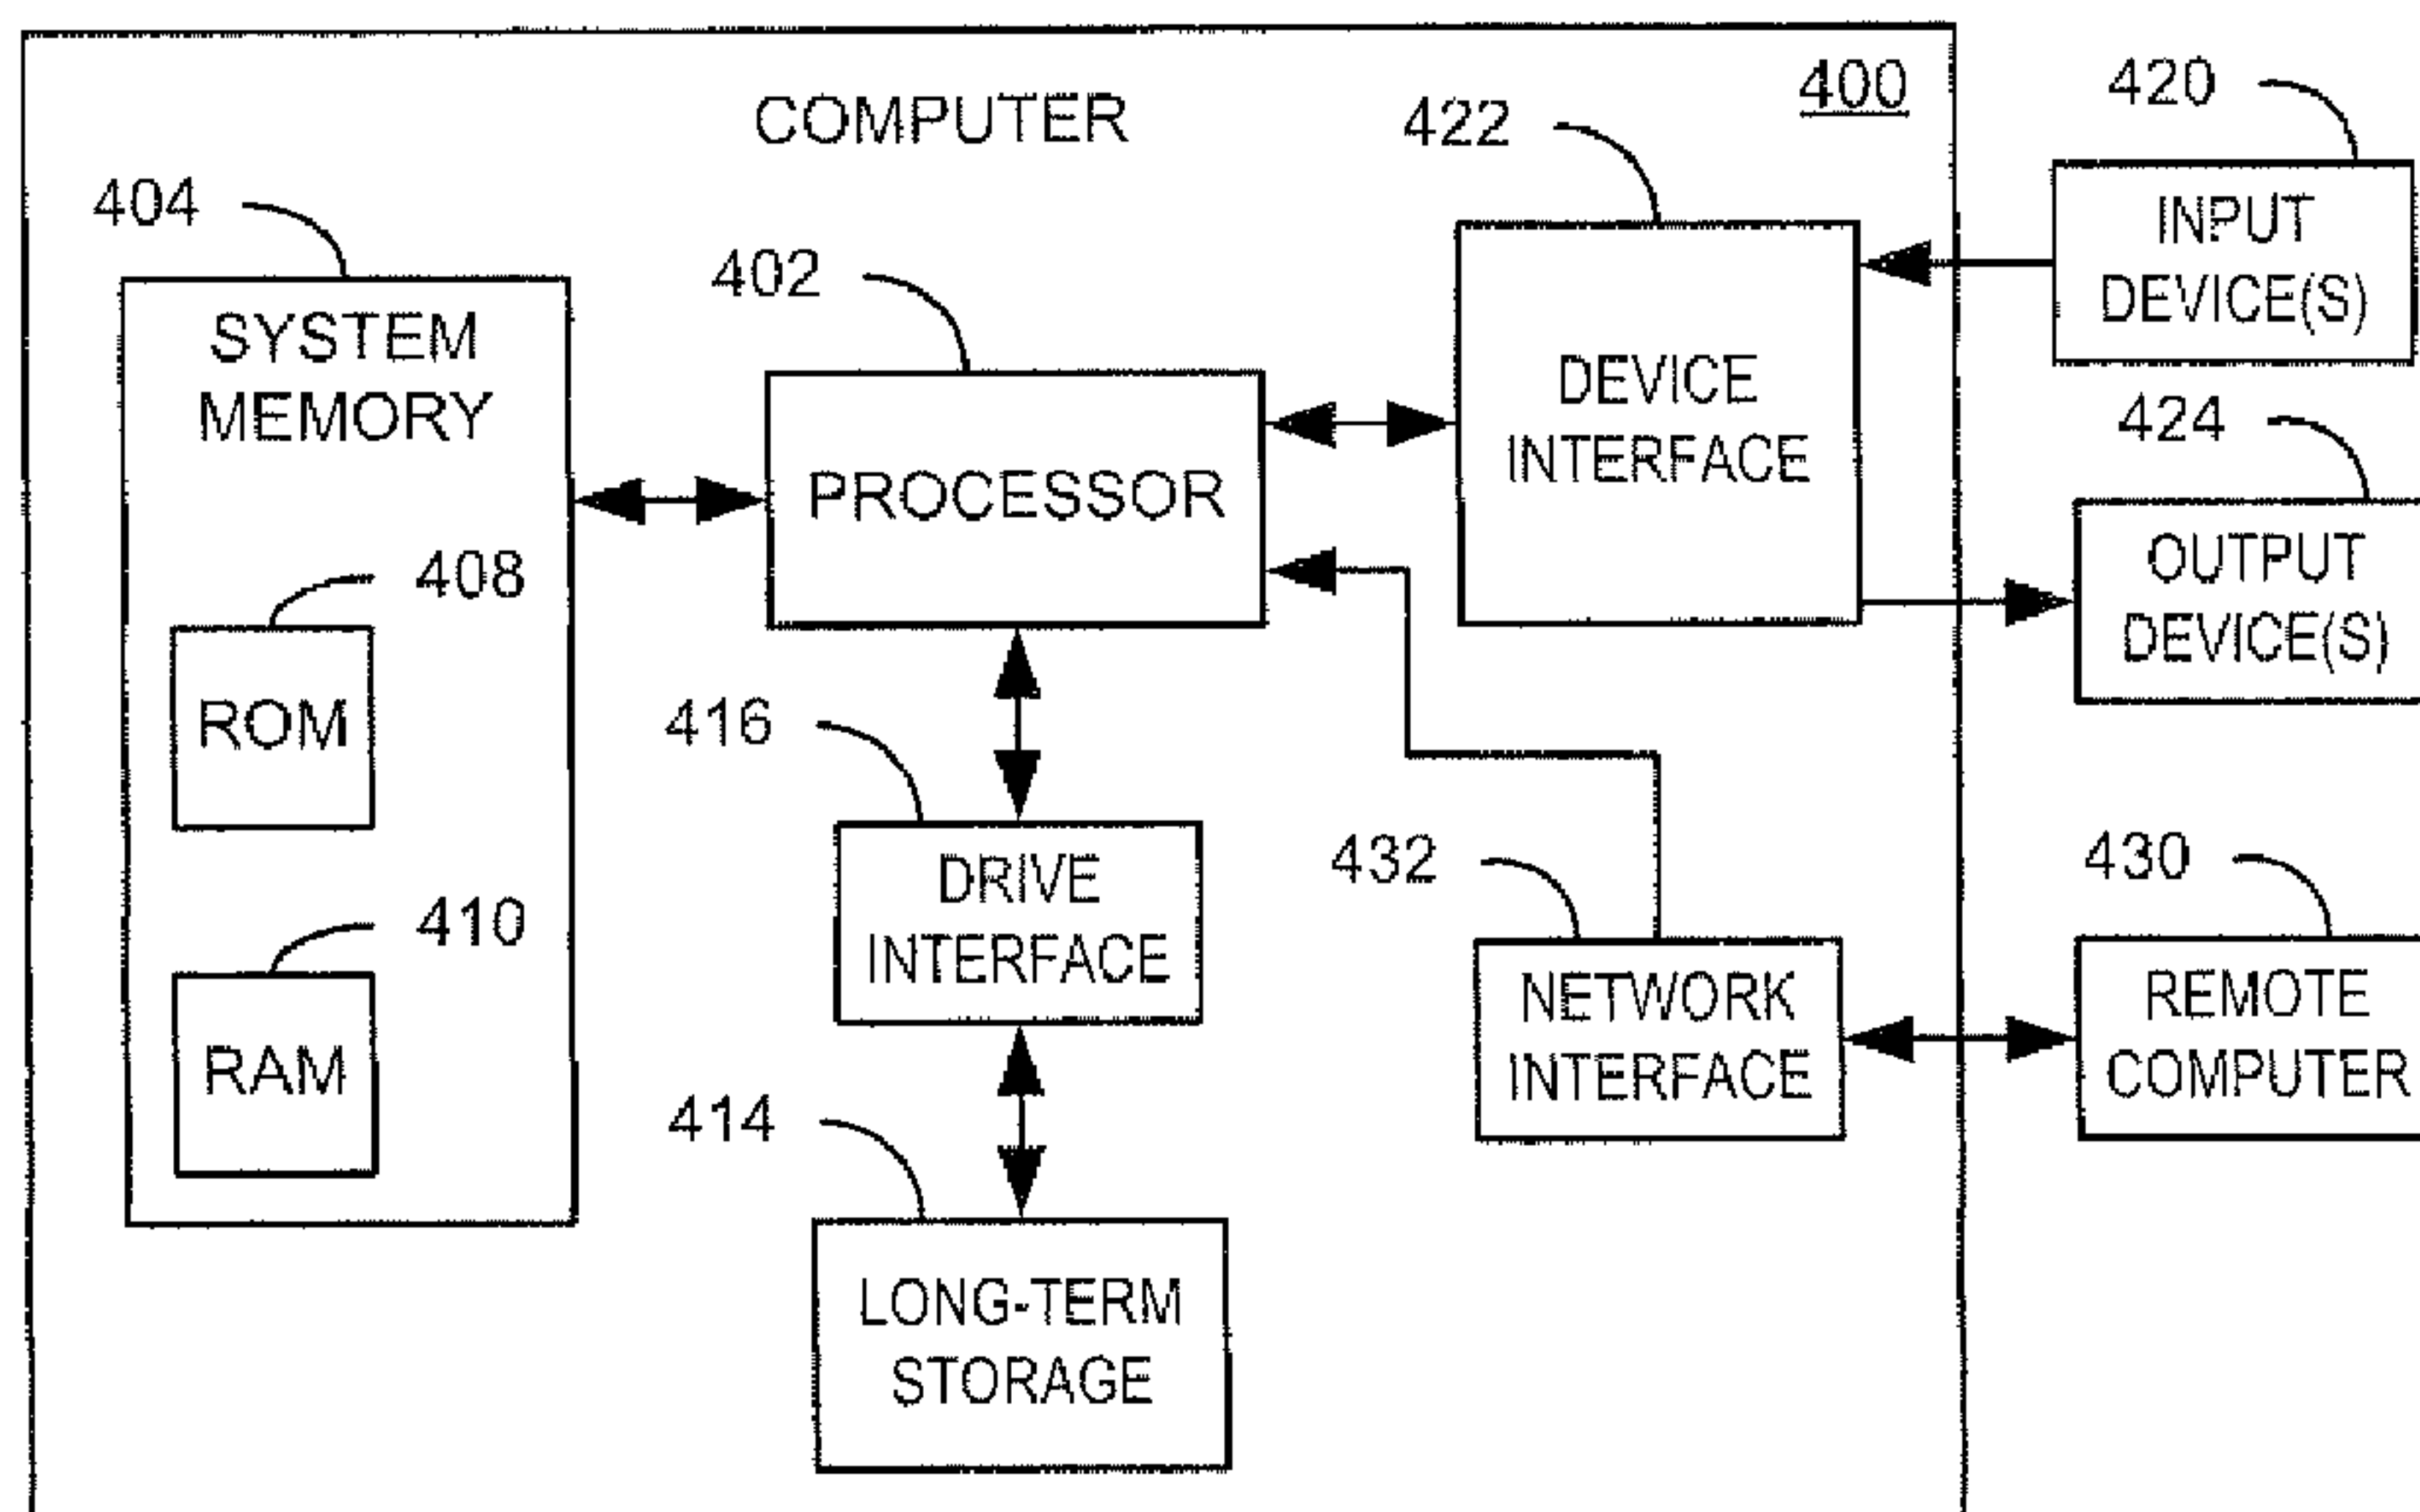 COMPUTER
400
404
SYSTEM
MEMORY
408
ROM
410
RAM
402
PROCESSOR
416
DRIVE
INTERFACE
414
LONG-TERM
STORAGE
422
DEVICE
INTERFACE
432
NETWORK
INTERFACE
420
INPUT
DEVICE(S)
424
OUTPUT
DEVICE(S)
430
REMOTE
COMPUTER